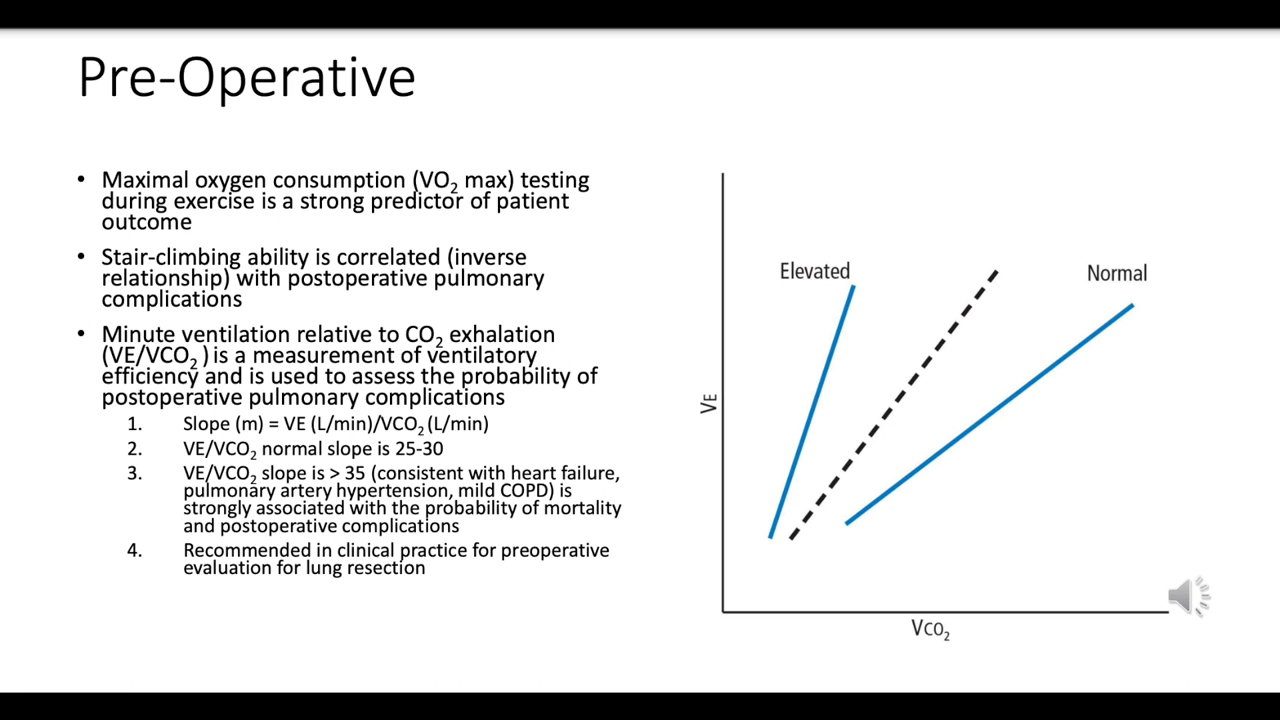 Pre-Operative
• Maximal oxygen consumption (VO₂ max) testing
during exercise is a strong predictor of patient
outcome
• Stair-climbing ability is correlated (inverse
relationship) with postoperative pulmonary
complications
• Minute ventilation relative to CO₂ exhalation
(VE/VCO₂ ) is a measurement of ventilatory
efficiency and is used to assess the probability of
postoperative pulmonary complications
1. Slope (m) = VE (L/min)/VCO₂ (L/min)
2. VE/VCO₂ normal slope is 25-30
3. VE/VCO₂ slope is > 35 (consistent with heart failure,
pulmonary artery hypertension, mild COPD) is
strongly associated with the probability of mortality
and postoperative complications
4. Recommended in clinical practice for preoperative
evaluation for lung resection
Elevated
Normal
VE
VCO₂